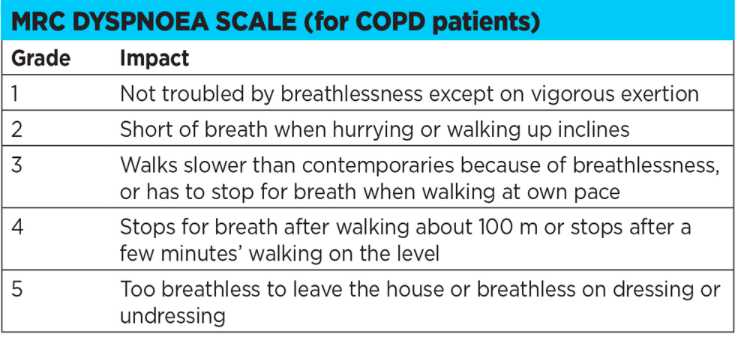 MRC DYSPNOEA SCALE (for COPD patients)
Grade Impact
1 Not troubled by breathlessness except on vigorous exertion
2 Short of breath when hurrying or walking up inclines
3 Walks slower than contemporaries because of breathlessness,
or has to stop for breath when walking at own pace
4 Stops for breath after walking about 100 m or stops after a
few minutes’ walking on the level
5 Too breathless to leave the house or breathless on dressing or
undressing